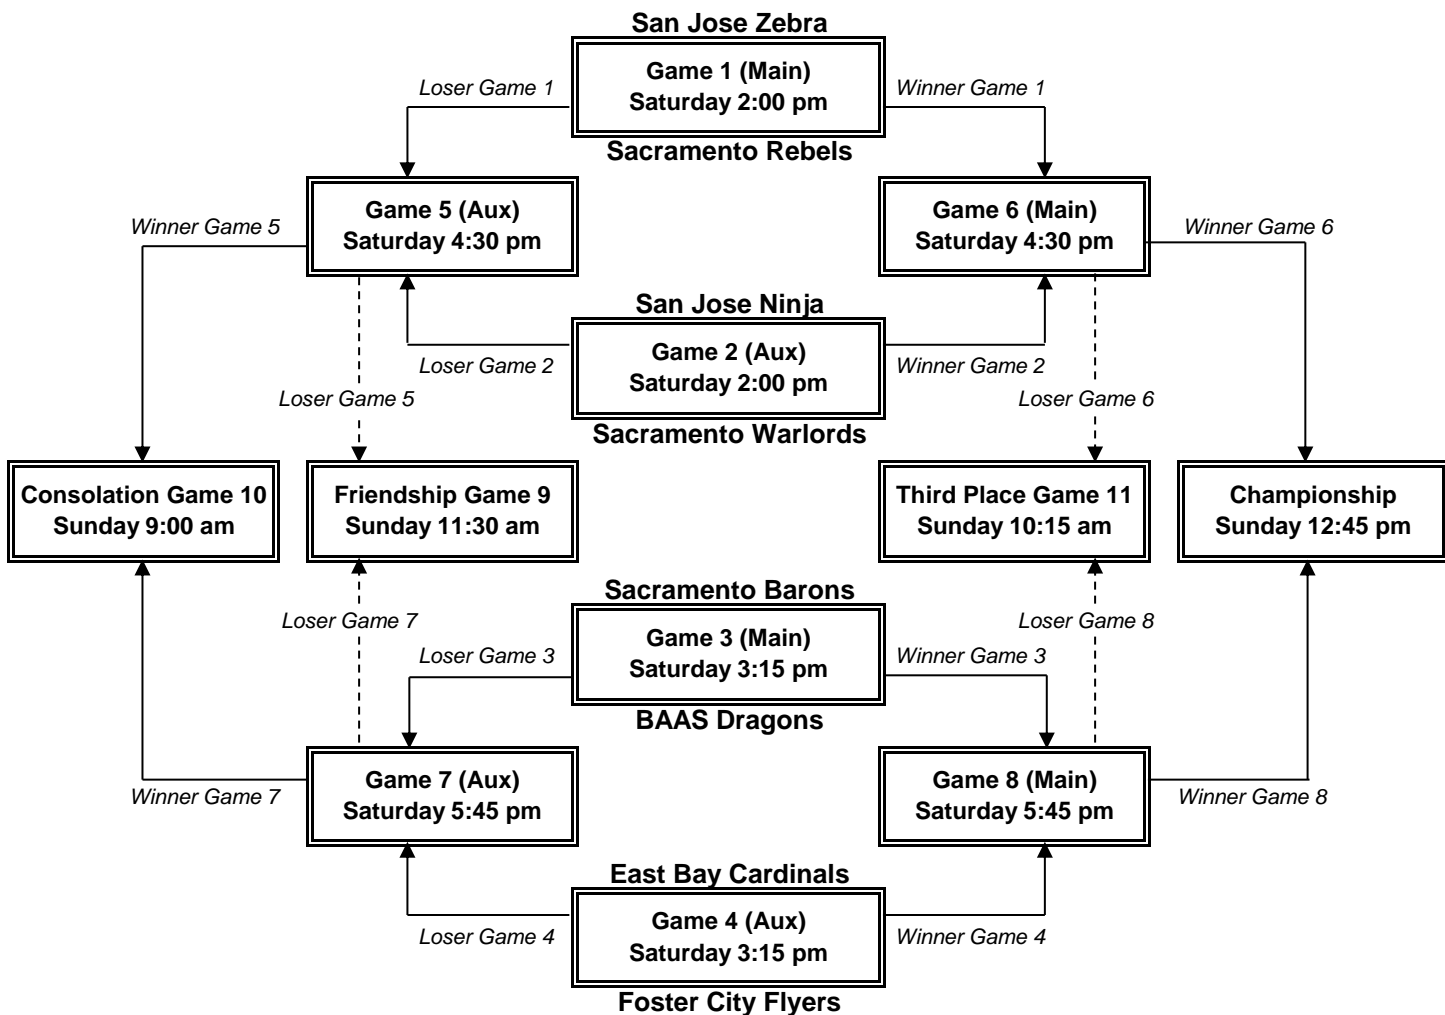 San Jose Zebra
Game 1 (Main)
Saturday 2:00 pm
Loser Game 1
Winner Game 1
Sacramento Rebels
Game 5 (Aux)
Saturday 4:30 pm
Game 6 (Main)
Saturday 4:30 pm
Winner Game 5
Winner Game 6
San Jose Ninja
Game 2 (Aux)
Saturday 2:00 pm
Loser Game 2
Winner Game 2
Loser Game 5
Loser Game 6
Sacramento Warlords
Consolation Game 10
Sunday 9:00 am
Friendship Game 9
Sunday 11:30 am
Third Place Game 11
Sunday 10:15 am
Championship
Sunday 12:45 pm
Sacramento Barons
Loser Game 7
Loser Game 8
Game 3 (Main)
Saturday 3:15 pm
Loser Game 3
Winner Game 3
BAAS Dragons
Game 7 (Aux)
Saturday 5:45 pm
Game 8 (Main)
Saturday 5:45 pm
Winner Game 7
Winner Game 8
East Bay Cardinals
Game 4 (Aux)
Saturday 3:15 pm
Loser Game 4
Winner Game 4
Foster City Flyers